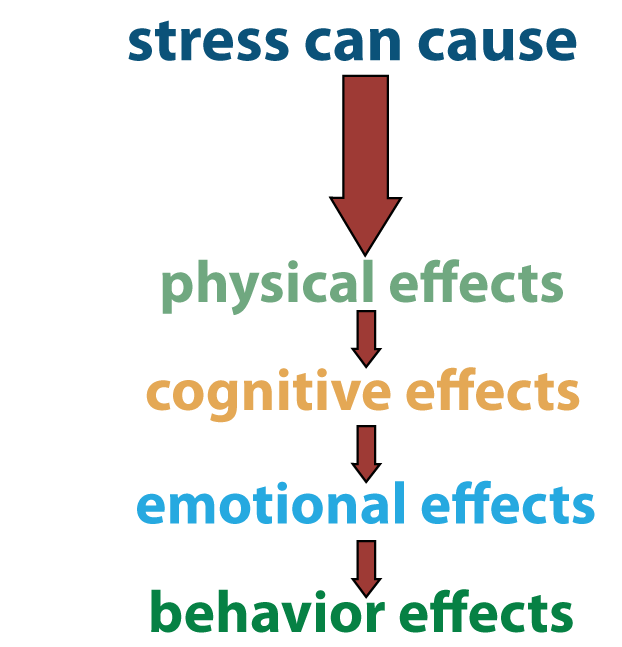 stress can cause
physical effects
cognitive effects
emotional effects
behavior effects